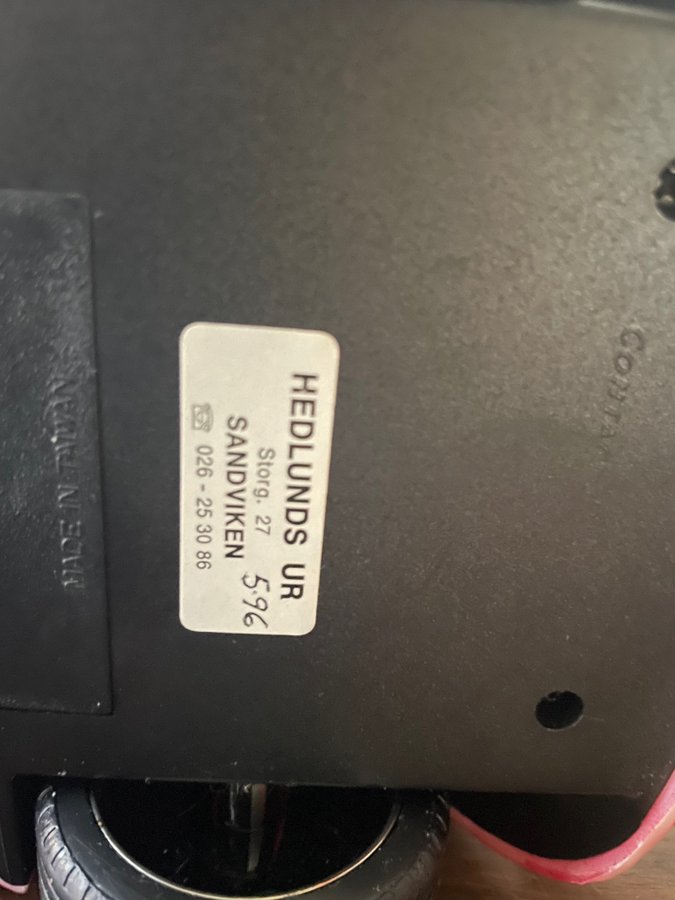 HEDLUNDS UR
Storg. 27
SANDVIKEN
026 - 25 30 86
5.96
MADE IN TAIWAN